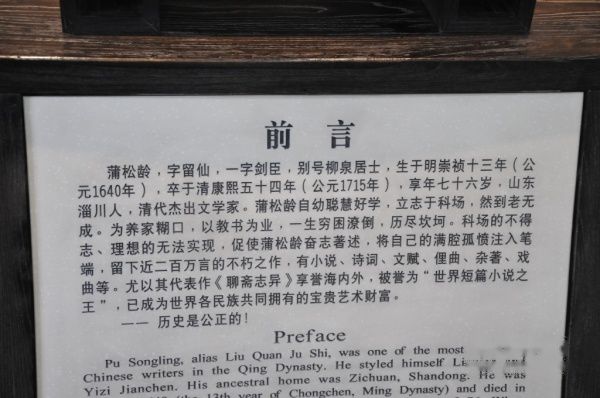 前 言
蒲松龄，字留仙，一字剑臣，别号柳泉居士，生于明崇祯十三年（公
元1640年），卒于清康熙五十四年（公元1715年），享年七十六岁，山东
淄川人，清代杰出文学家。蒲松龄自幼聪慧好学，立志于科场，然到老无
成。为养家糊口，以教书为业，一生穷困潦倒，历尽坎坷。科场的不得
志、理想的无法实现，促使蒲松龄奋志著述，将自己的满腔孤愤注入笔
端，留下近二百万言的不朽之作，有小说、诗词、文赋、俚曲、杂著、戏
曲等。尤以其代表作《聊斋志异》享誉海内外，被誉为“世界短篇小说之
王”，已成为世界各民族共同拥有的宝贵艺术财富。
—— 历史是公正的！
Preface
Pu Songling, alias Liu Quan Ju Shi, was one of the most
Chinese writers in the Qing Dynasty. He styled himself and
Yizi Jianchen. His ancestral home was Zichuan, Shandong. He was
(the 13th year of Chongchen, Ming Dynasty) and died in